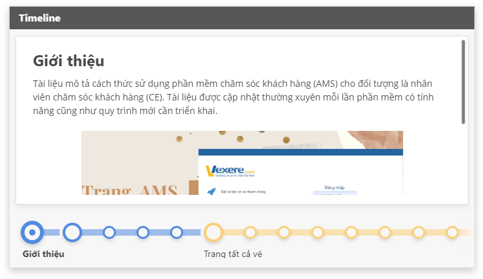 Timeline
Giới thiệu
Tài liệu mô tả cách thức sử dụng phần mềm chăm sóc khách hàng (AMS) cho đối tượng là nhân
viên chăm sóc khách hàng (CE). Tài liệu được cập nhật thường xuyên mỗi lần phần mềm có tính
năng cũng như quy trình mới cần triển khai.
Vexere.com
Đăng nhập
Trang AMS
Giới thiệu
Trang tất cả vé